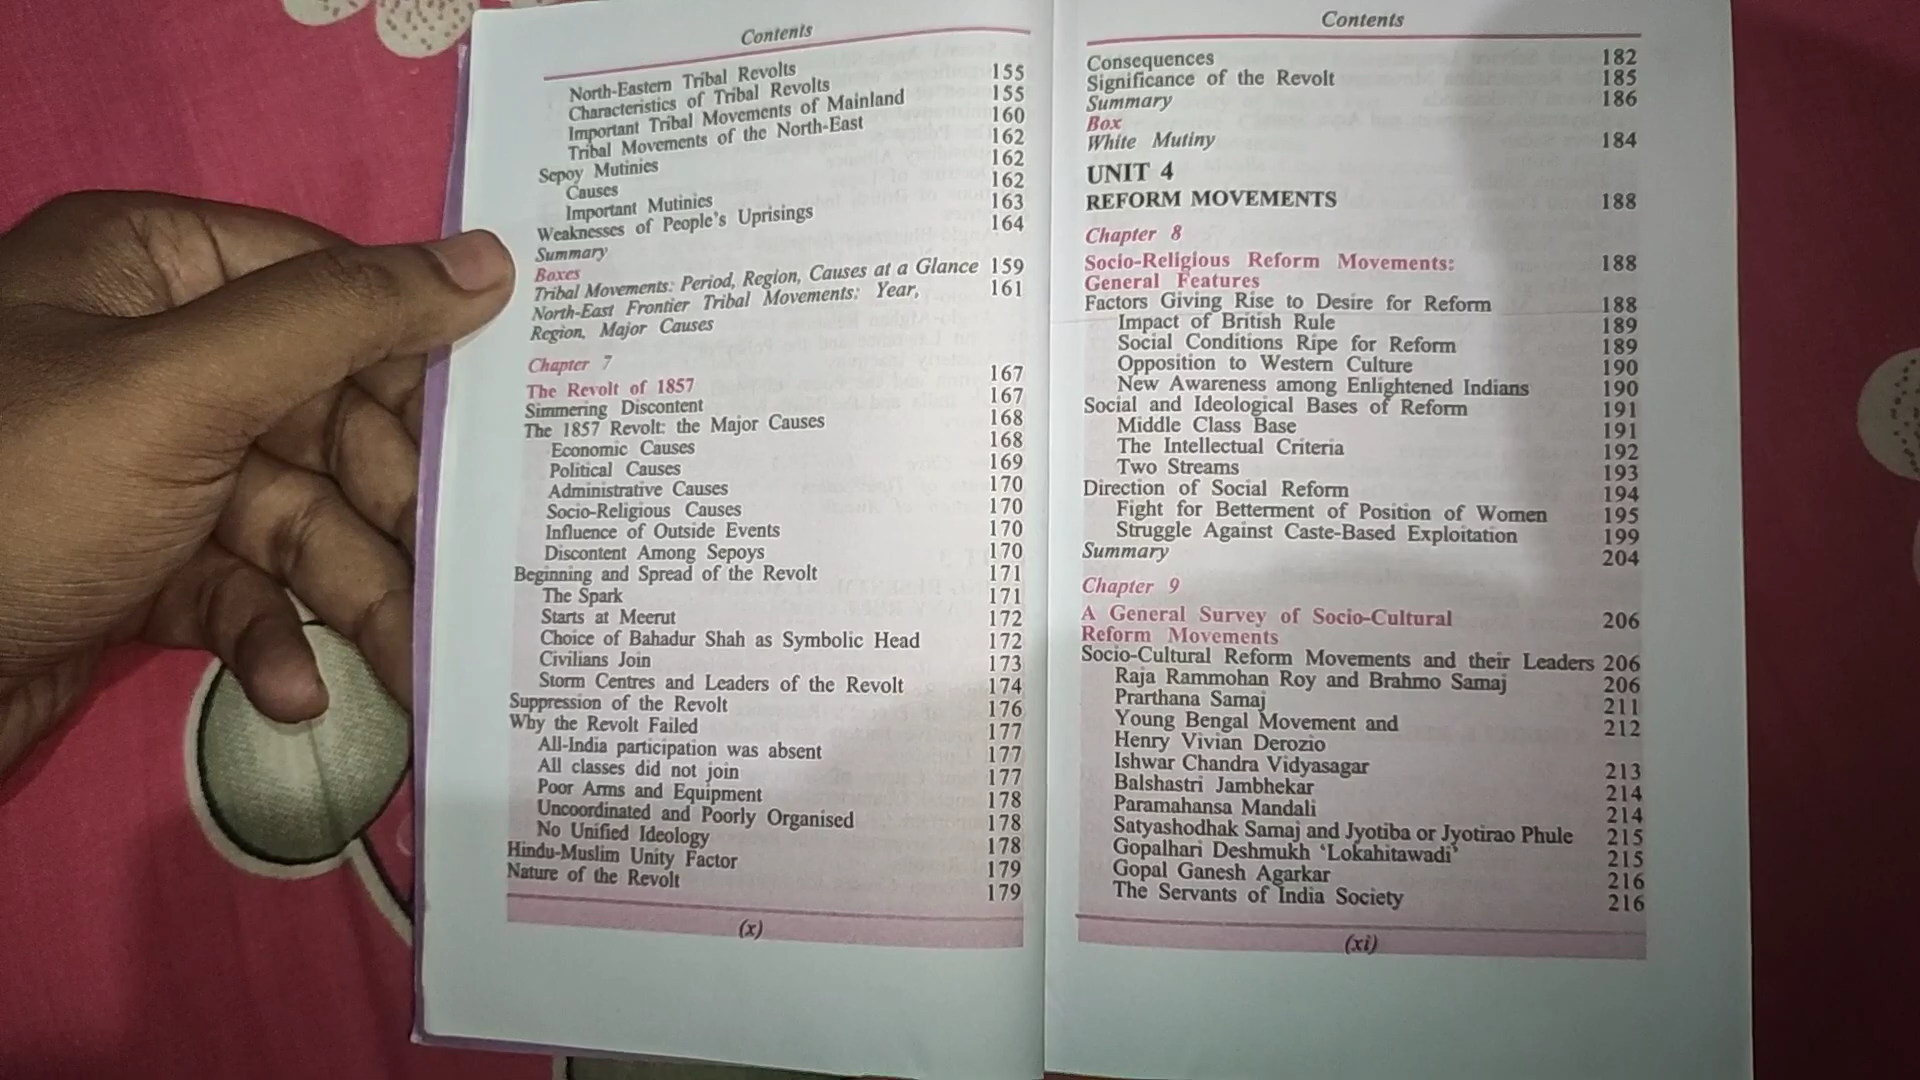 Contents
North-Eastern Tribal Revolts
Characteristics of Tribal Revolts 155
Important Tribal Movements of Mainland 155
Tribal Movements of the North-East 160
Sepoy Mutinies 162
Causes 162
Important Mutinies 162
Weaknesses of People's Uprisings 163
Summary 164
Boxes
Tribal Movements: Period, Region, Causes at a Glance 159
North-East Frontier Tribal Movements: Year, 161
Region, Major Causes
Chapter 7
The Revolt of 1857 167
Simmering Discontent 167
The 1857 Revolt: the Major Causes 168
Economic Causes 168
Political Causes 169
Administrative Causes 170
Socio-Religious Causes 170
Influence of Outside Events 170
Discontent Among Sepoys 170
Beginning and Spread of the Revolt 171
The Spark 171
Starts at Meerut 172
Choice of Bahadur Shah as Symbolic Head 172
Civilians Join 173
Storm Centres and Leaders of the Revolt 174
Suppression of the Revolt 176
Why the Revolt Failed 177
All-India participation was absent 177
All classes did not join 177
Poor Arms and Equipment 178
Uncoordinated and Poorly Organised 178
No Unified Ideology 178
Hindu-Muslim Unity Factor 179
Nature of the Revolt 179
(x)
Contents
Consequences 182
Significance of the Revolt 185
Summary 186
Box
White Mutiny 184
UNIT 4
REFORM MOVEMENTS 188
Chapter 8
Socio-Religious Reform Movements: 188
General Features
Factors Giving Rise to Desire for Reform 188
Impact of British Rule 189
Social Conditions Ripe for Reform 189
Opposition to Western Culture 190
New Awareness among Enlightened Indians 190
Social and Ideological Bases of Reform 191
Middle Class Base 191
The Intellectual Criteria 192
Two Streams 193
Direction of Social Reform 194
Fight for Betterment of Position of Women 195
Struggle Against Caste-Based Exploitation 199
Summary 204
Chapter 9
A General Survey of Socio-Cultural 206
Reform Movements
Socio-Cultural Reform Movements and their Leaders 206
Raja Rammohan Roy and Brahmo Samaj 206
Prarthana Samaj 211
Young Bengal Movement and 212
Henry Vivian Derozio
Ishwar Chandra Vidyasagar 213
Balshastri Jambhekar 214
Paramahansa Mandali 214
Satyashodhak Samaj and Jyotiba or Jyotirao Phule 215
Gopalhari Deshmukh 'Lokahitawadi' 215
Gopal Ganesh Agarkar 216
The Servants of India Society 216
(xi)